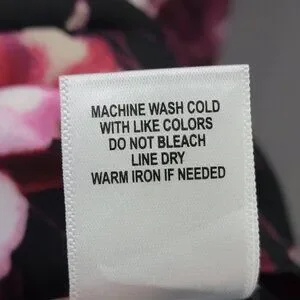 MACHINE WASH COLD
WITH LIKE COLORS
DO NOT BLEACH
LINE DRY
WARM IRON IF NEEDED